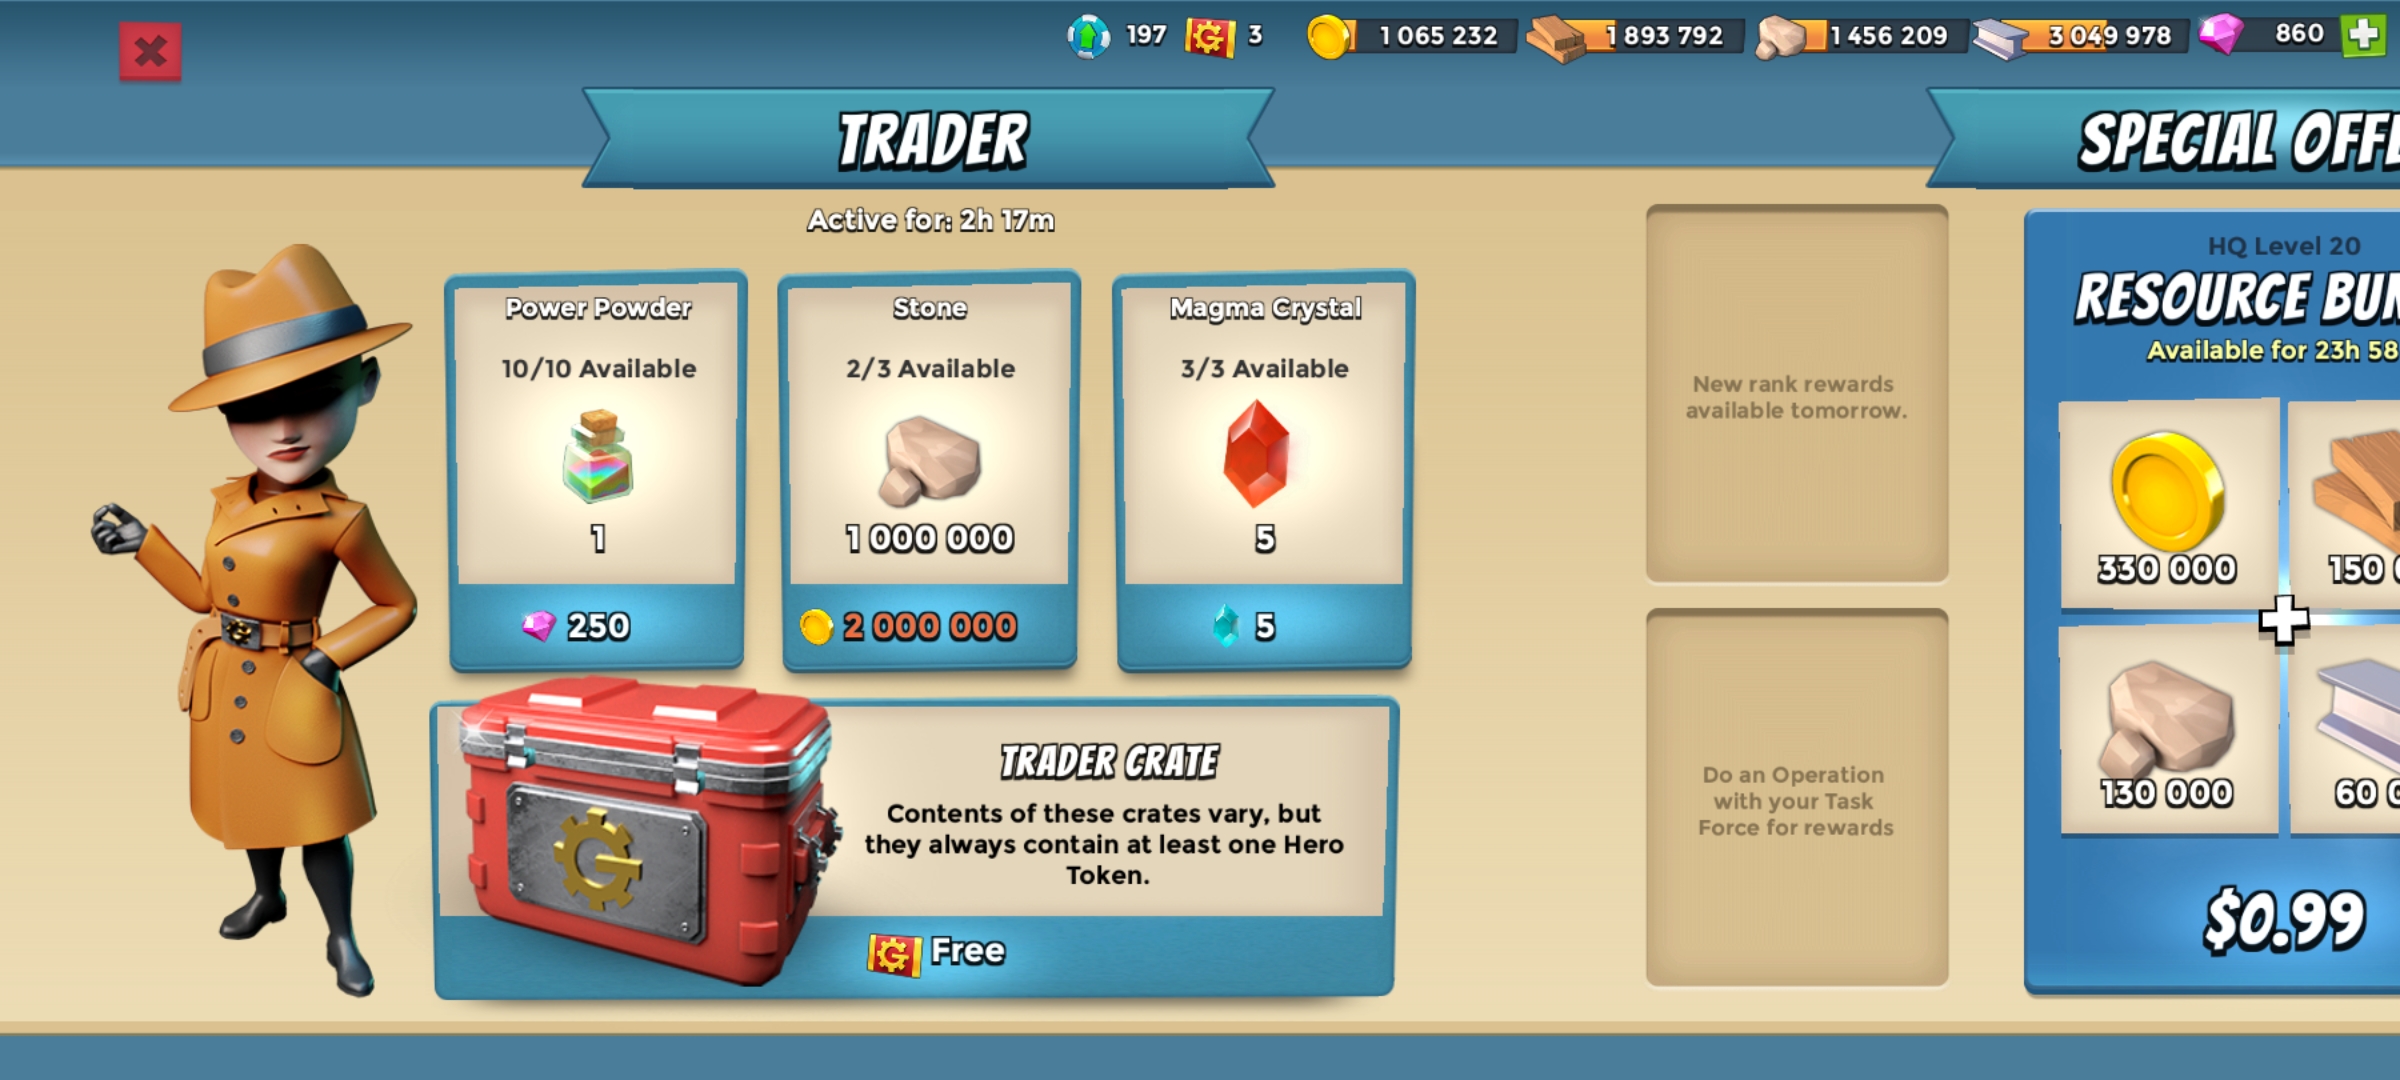 197
3
1 065 232
1 893 792
1 456 209
3 049 978
860
TRADER
SPECIAL
Active for: 2h 17m
Power Powder
10/10 Available
1
250
Stone
2/3 Available
1 000 000
2 000 000
Magma Crystal
3/3 Available
5
5
TRADER CRATE
Contents of these crates vary, but
they always contain at least one Hero
Token.
G
Free
New rank rewards
available tomorrow.
Do an Operation
with your Task
Force for rewards
HQ Level 20
RESOURCE
Available for 23h 58
330 000
150
130 000
60
$0.99